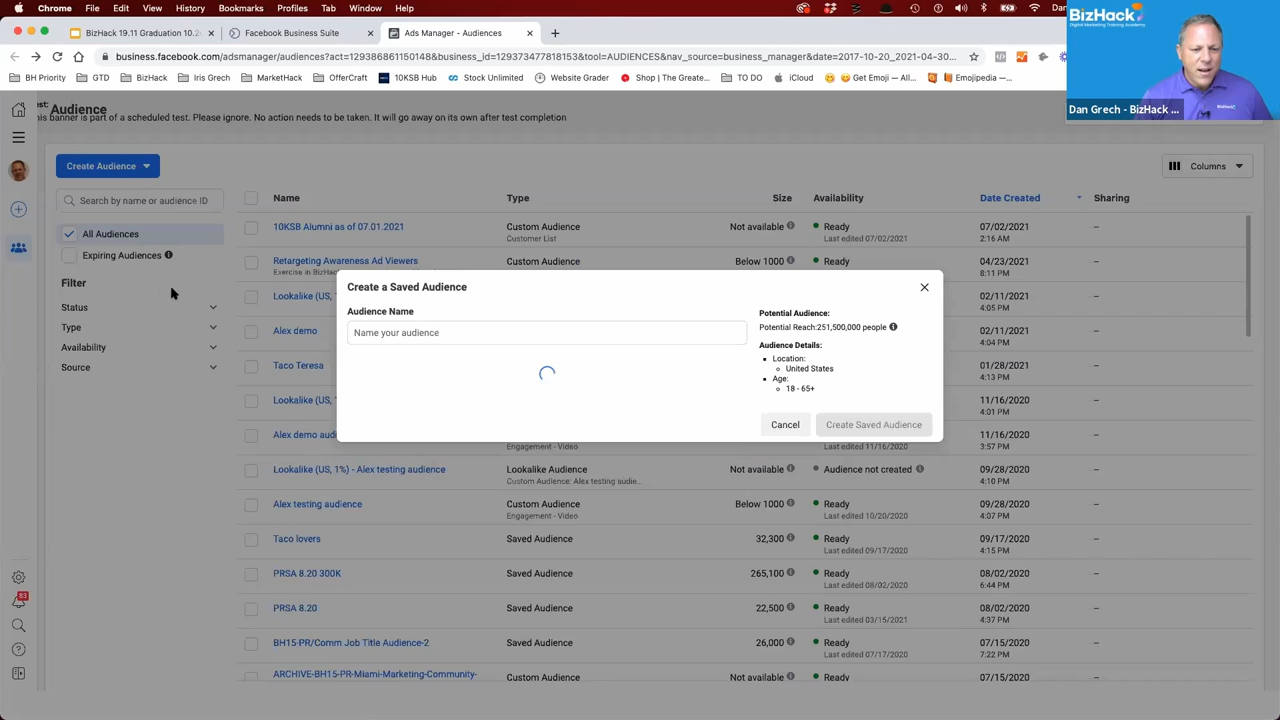 Chrome File Edit View History Bookmarks Profiles Tab Window Help
BizHack 19.11 Graduation 10.2
Facebook Business Suite
Ads Manager - Audiences
business.facebook.com/adsmanager/audiences?act=129386861150148&business_id=129373477818153&tool=AUDIENCES&nav_source=business_manager&date=2017-10-20_2021-04-30...
BH Priority GTD BizHack Iris Grech MarketHack OfferCraft 10KSB Hub Stock Unlimited Website Grader Shop | The Greate... TO DO iCloud Get Emoji — All... Emojipedia —...
BizHack
Digital Marketing Training Academy
Dan Grech - BizHack ...
Audience
his banner is part of a scheduled test. Please ignore. No action needs to be taken. It will go away on its own after test completion
Create Audience
Columns
Search by name or audience ID
All Audiences
Expiring Audiences
Filter
Status
Type
Availability
Source
83
Name Type Size Availability Date Created Sharing
10KSB Alumni as of 07.01.2021 Custom Audience Not available Ready 07/02/2021 –
Customer List Last edited 07/02/2021 2:16 AM
Retargeting Awareness Ad Viewers Custom Audience Below 1000 Ready 04/23/2021 –
Exercise in BizHack 8:11 PM
Lookalike (US, 02/11/2021 –
4:05 PM
Alex demo 02/11/2021 –
4:04 PM
Taco Teresa 01/28/2021 –
4:13 PM
Lookalike (US, 11/16/2020 –
4:01 PM
Alex demo audi 11/16/2020 –
Engagement - Video Last edited 11/16/2020 3:57 PM
Lookalike (US, 1%) - Alex testing audience Lookalike Audience Not available Audience not created 09/28/2020 –
Custom Audience: Alex testing audie... 4:10 PM
Alex testing audience Custom Audience Below 1000 Ready 09/28/2020 –
Engagement - Video Last edited 10/20/2020 4:07 PM
Taco lovers Saved Audience 32,300 Ready 09/17/2020 –
Last edited 09/17/2020 4:15 PM
PRSA 8.20 300K Saved Audience 265,100 Ready 08/02/2020 –
Last edited 08/02/2020 6:44 PM
PRSA 8.20 Saved Audience 22,500 Ready 08/02/2020 –
Last edited 03/15/2021 4:37 PM
BH15-PR/Comm Job Title Audience-2 Saved Audience 26,000 Ready 07/15/2020 –
Last edited 07/17/2020 7:22 PM
ARCHIVE-BH15-PR-Miami-Marketing-Community- Custom Audience Not available Ready 07/15/2020 –
Create a Saved Audience
Audience Name
Name your audience
Potential Audience:
Potential Reach:251,500,000 people
Audience Details:
Location:
United States
Age:
18 - 65+
Cancel
Create Saved Audience